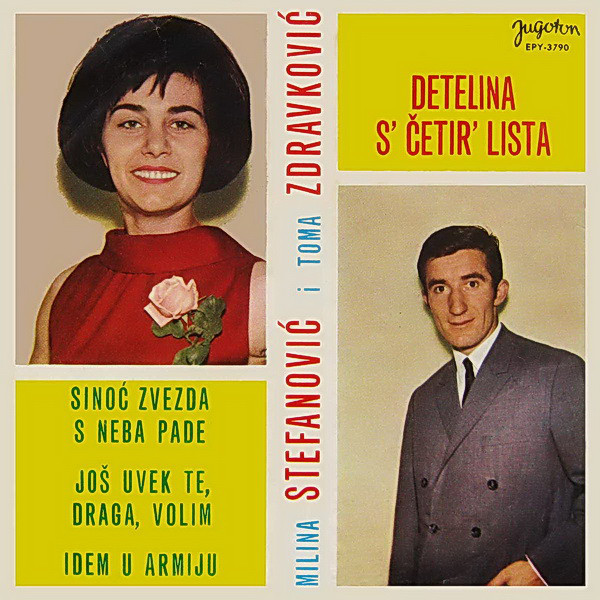 Jugoton
EPY-3790
DETELINA
S' ČETIR' LISTA
MILINA STEFANOVIĆ i TOMA ZDRAVKOVIĆ
SINOĆ ZVEZDA
S NEBA PADE
JOŠ UVEK TE,
DRAGA, VOLIM
IDEM U ARMIJU